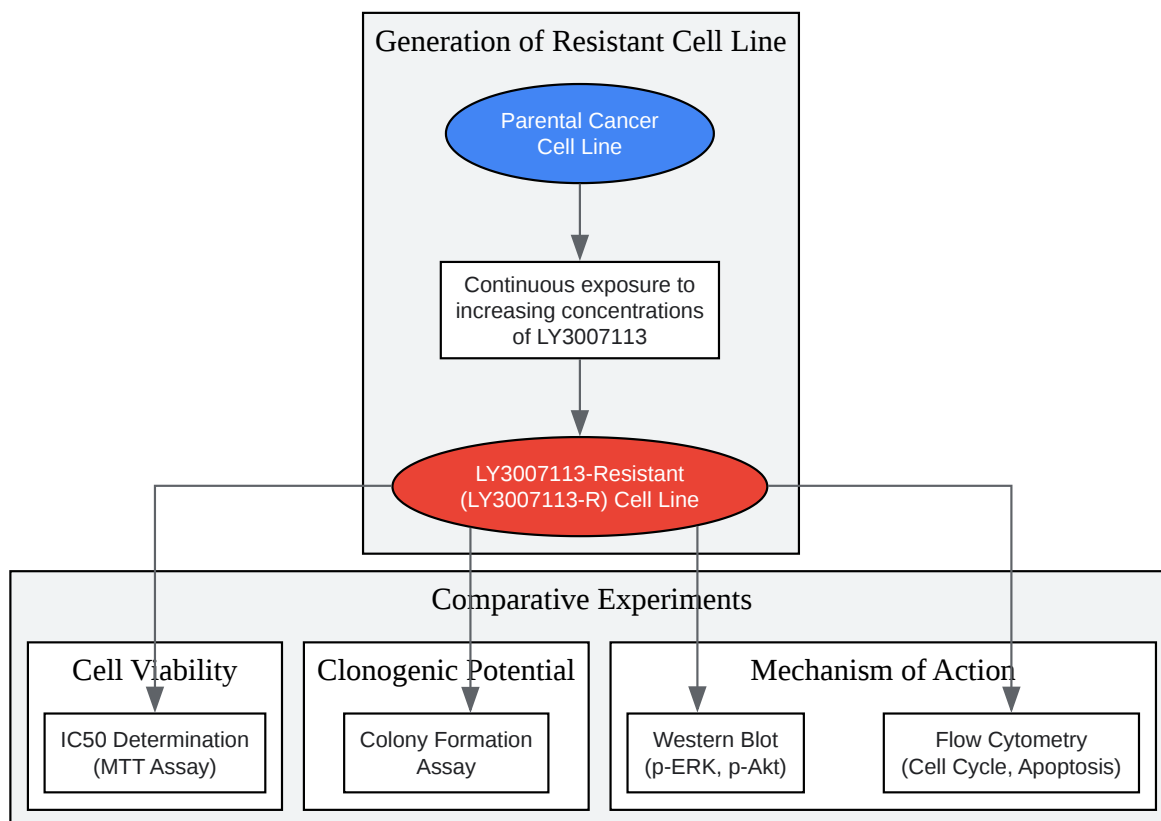 Generation of Resistant Cell Line
Parental Cancer
Cell Line
Continuous exposure to
increasing concentrations
of LY3007113
LY3007113-Resistant
(LY3007113-R) Cell Line
Comparative Experiments
Cell Viability
IC50 Determination
(MTT Assay)
Clonogenic Potential
Colony Formation
Assay
Mechanism of Action
Western Blot
(p-ERK, p-Akt)
Flow Cytometry
(Cell Cycle, Apoptosis)